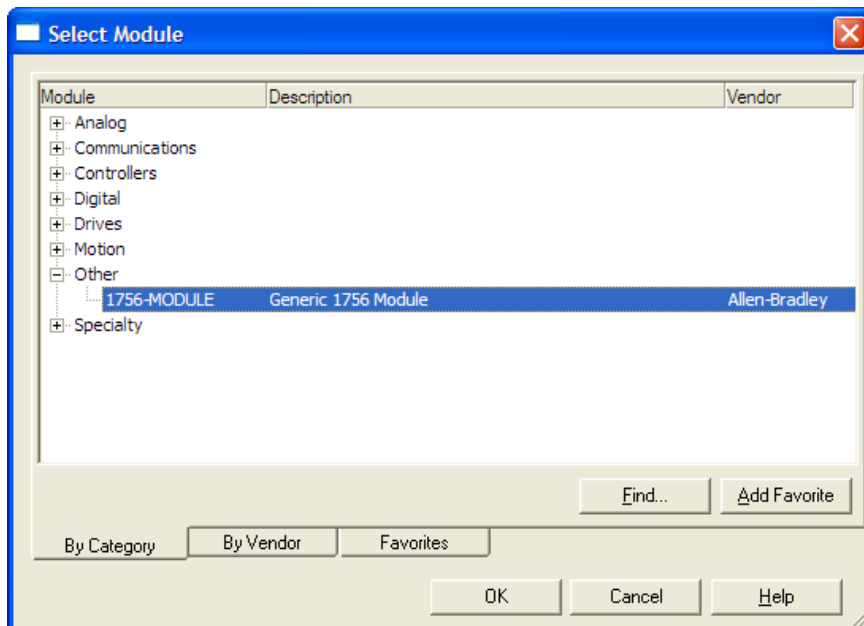 Select Module
Module Description Vendor
Analog
Communications
Controllers
Digital
Drives
Motion
Other
1756-MODULE Generic 1756 Module Allen-Bradley
Specialty
Find... Add Favorite
By Category By Vendor Favorites
OK Cancel Help